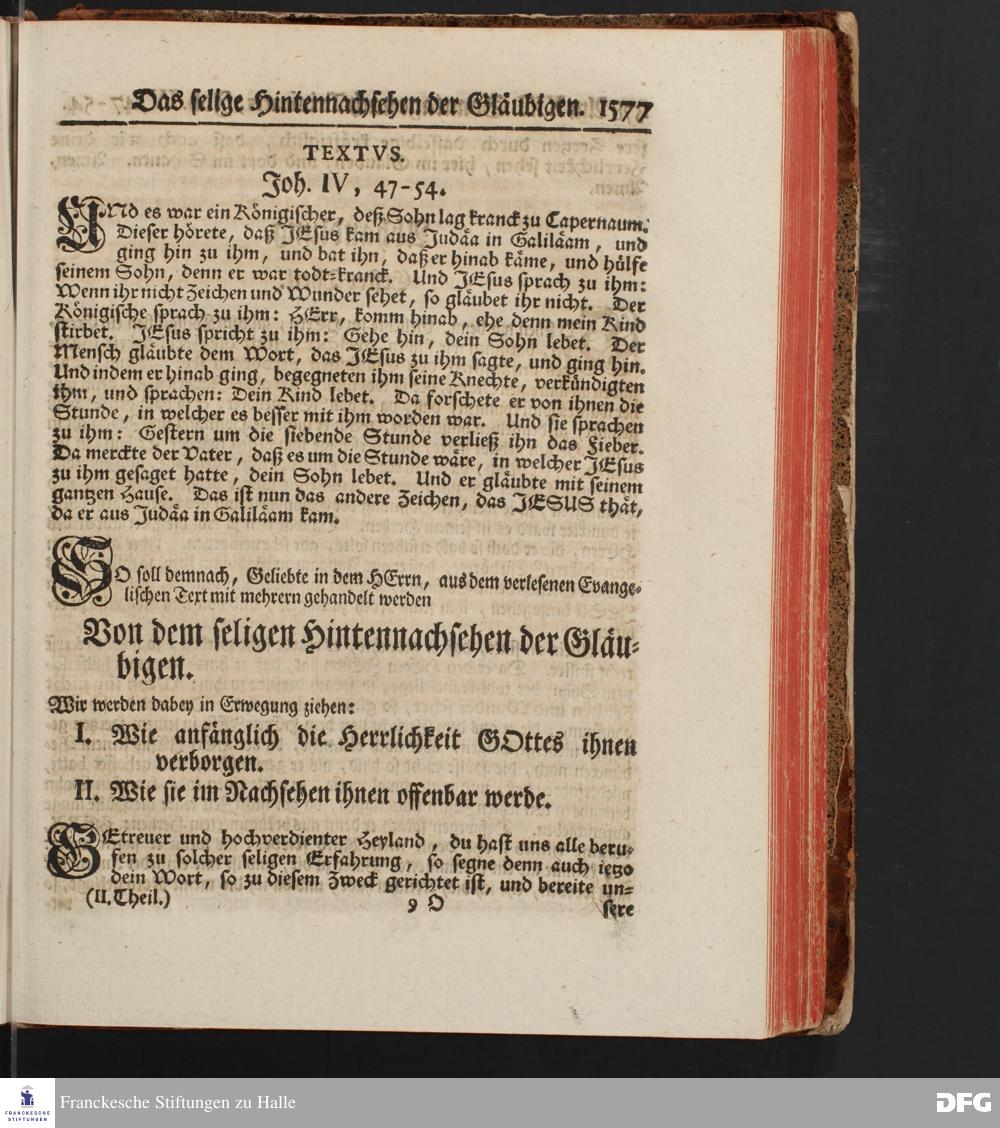 Das selige Hintennachsehen der Gläubigen. 1577
TEXTVS.
Joh. IV, 47-54.
UNd es war ein Königischer, deß Sohn lag kranck zu Capernaum.
Dieser hörete, daß JEsus kam aus Judäa in Galiläam, und
ging hin zu ihm, und bat ihn, daß er hinab käme, und hülfe
seinem Sohn, denn er war todt-kranck. Und JEsus sprach zu ihm:
Wenn ihr nicht Zeichen und Wunder sehet, so gläubet ihr nicht. Der
Königische sprach zu ihm: HErr, komm hinab, ehe denn mein Kind
stirbet. JEsus spricht zu ihm: Gehe hin, dein Sohn lebet. Der
Mensch gläubte dem Wort, das JEsus zu ihm sagte, und ging hin.
Und indem er hinab ging, begegneten ihm seine Knechte, verkündigten
ihm, und sprachen: Dein Kind lebet. Da forschete er von ihnen die
Stunde, in welcher es besser mit ihm worden war. Und sie sprachen
zu ihm: Gestern um die siebende Stunde verließ ihn das Fieber.
Da merckte der Vater, daß es um die Stunde wäre, in welcher JEsus
zu ihm gesaget hatte, dein Sohn lebet. Und er gläubte mit seinem
gantzen Hause. Das ist nun das andere Zeichen, das JESUS thät,
da er aus Judäa in Galiläam kam.
SO soll demnach, Geliebte in dem HErrn, aus dem verlesenen Evange-
lischen Text mit mehrern gehandelt werden
Von dem seligen Hintennachsehen der Gläu-
bigen.
Wir werden dabey in Erwegung ziehen:
I. Wie anfänglich die Herrlichkeit GOttes ihnen
verborgen.
II. Wie sie im Nachsehen ihnen offenbar werde.
GEtreuer und hochverdienter Heyland, du hast uns alle beru-
fen zu solcher seligen Erfahrung, so segne denn auch ietzo
dein Wort, so zu diesem Zweck gerichtet ist, und bereite un-
(II. Theil.) 9 O sere
FRANCKESCHE
STIFTUNGEN
Franckesche Stiftungen zu Halle
DFG